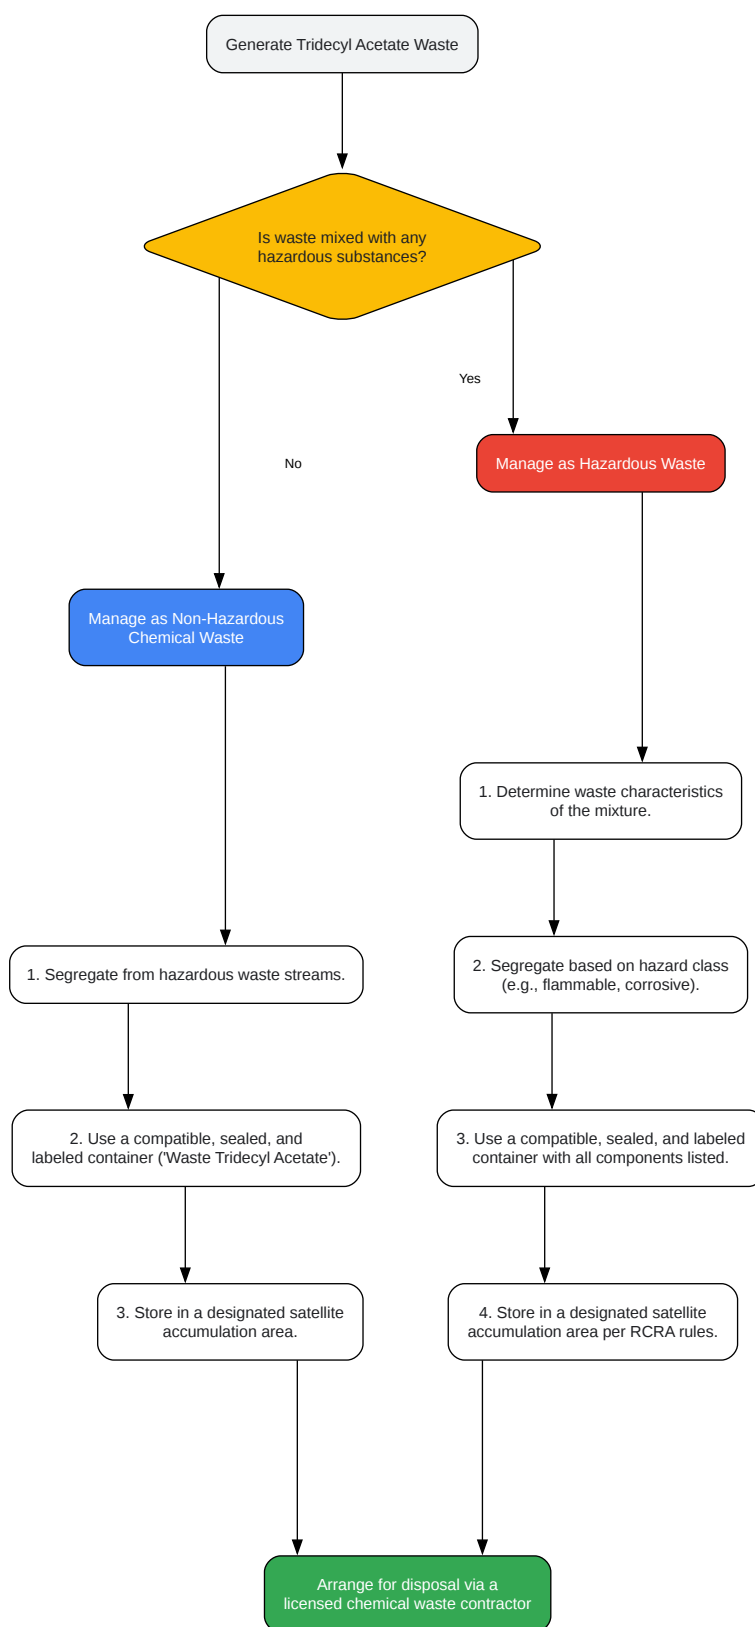 Generate Tridecyl Acetate Waste
Is waste mixed with any
hazardous substances?
Yes
No
Manage as Hazardous Waste
Manage as Non-Hazardous
Chemical Waste
1. Determine waste characteristics
of the mixture.
1. Segregate from hazardous waste streams.
2. Segregate based on hazard class
(e.g., flammable, corrosive).
2. Use a compatible, sealed, and
labeled container ('Waste Tridecyl Acetate').
3. Use a compatible, sealed, and labeled
container with all components listed.
3. Store in a designated satellite
accumulation area.
4. Store in a designated satellite
accumulation area per RCRA rules.
Arrange for disposal via a
licensed chemical waste contractor